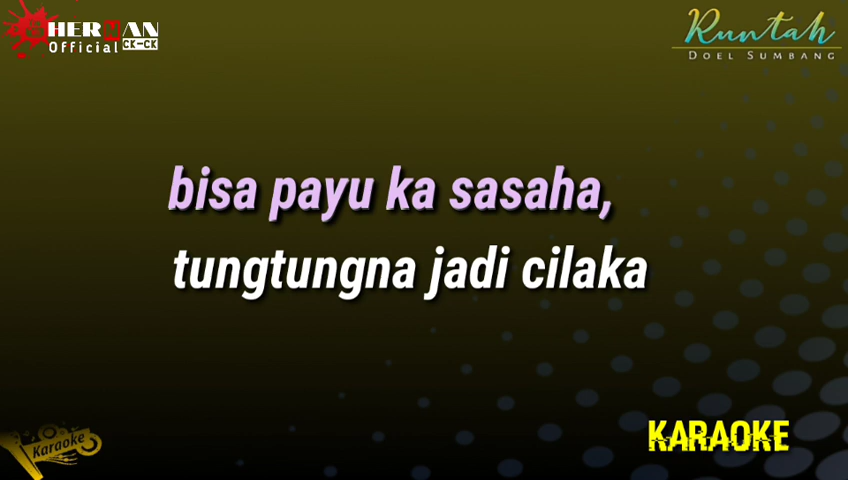 HERMAN
Official CK-CK
Runtah
DOEL SUMBANG
bisa payu ka sasaha,
tungtungna jadi cilaka
Karaoke
KARAOKE